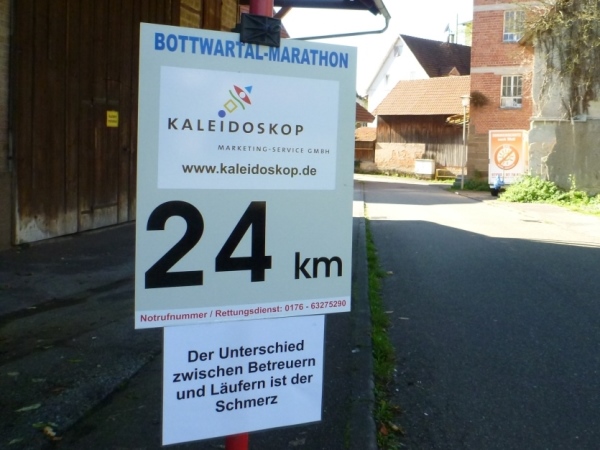 BOTTWARTAL-MARATHON
KALEIDOSKOP
MARKETING-SERVICE GMBH
www.kaleidoskop.de
24 km
Notrufnummer / Rettungsdienst: 0176 - 63275290
Der Unterschied
zwischen Betreuern
und Läufern ist der
Schmerz